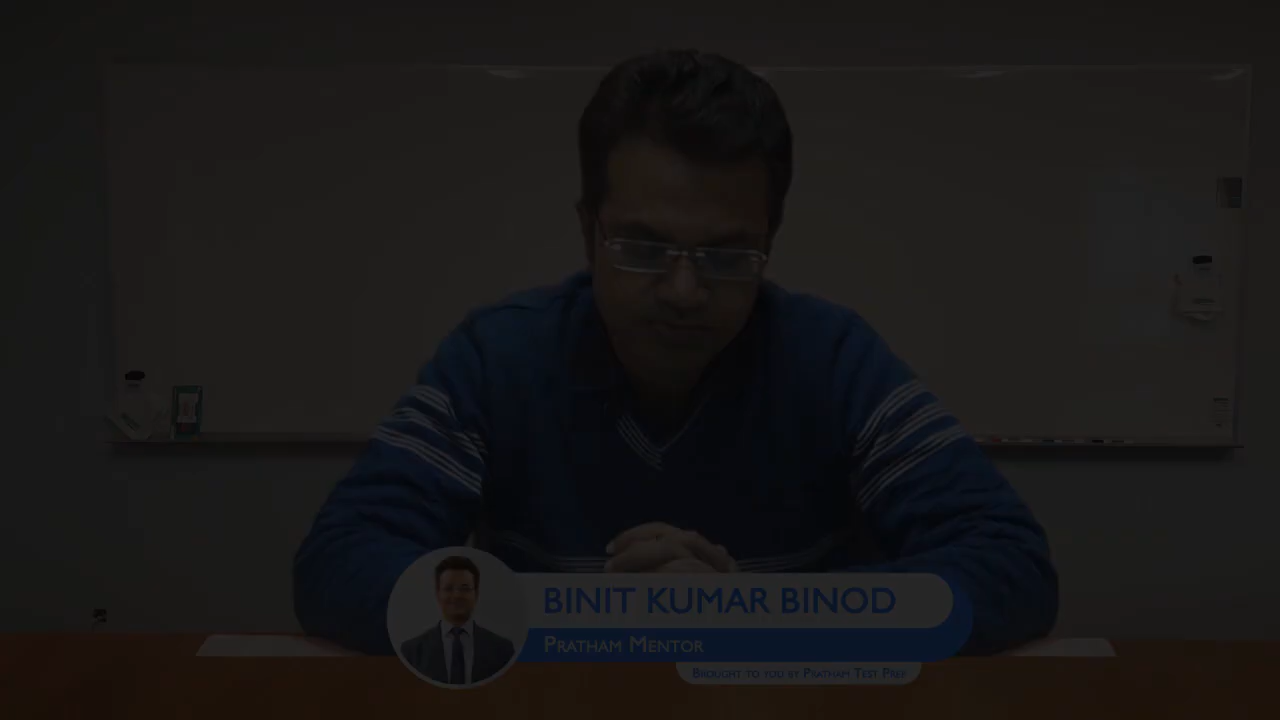 BINIT KUMAR BINOD
PRATHAM MENTOR
BROUGHT TO YOU BY PRATHAM TEST PREP